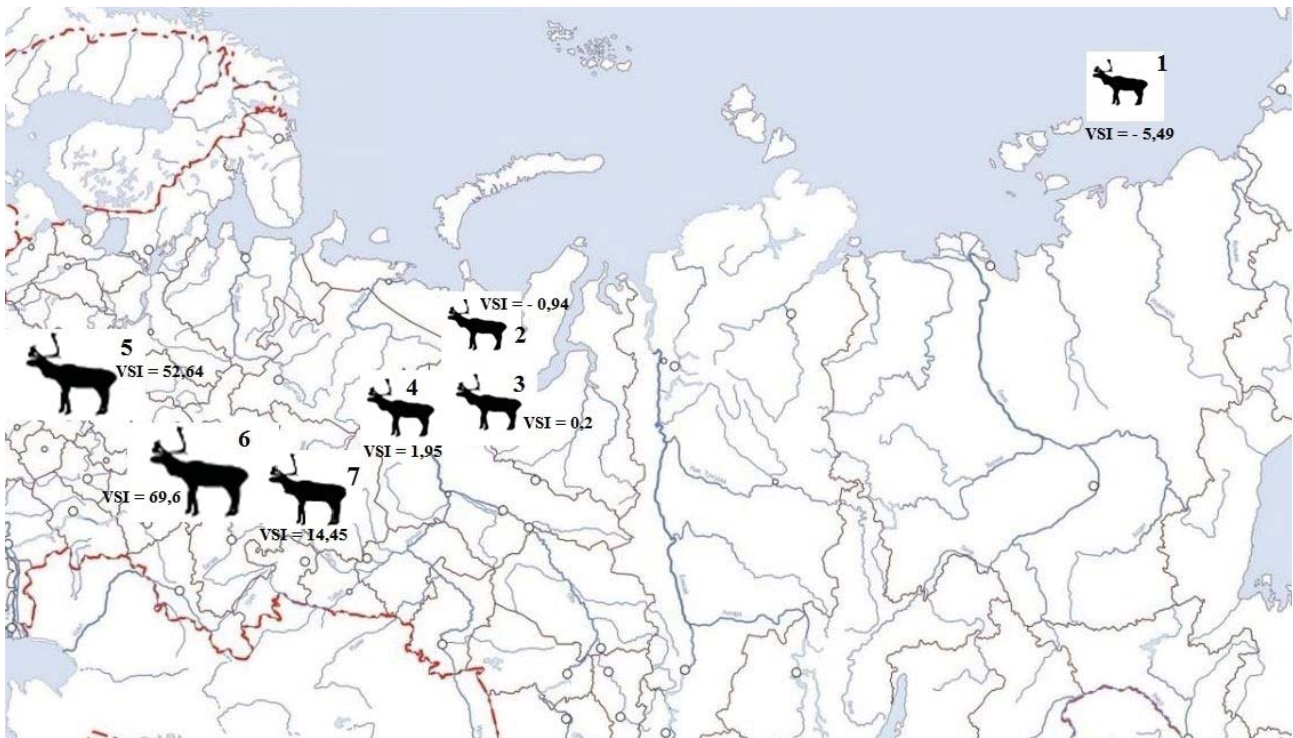 1
VSI = - 5,49
VSI = - 0,94
2
5
VSI = 52,64
4
3
VSI = 0,2
VSI = 1,95
6
7
VSI = 69,6
VSI = 14,45